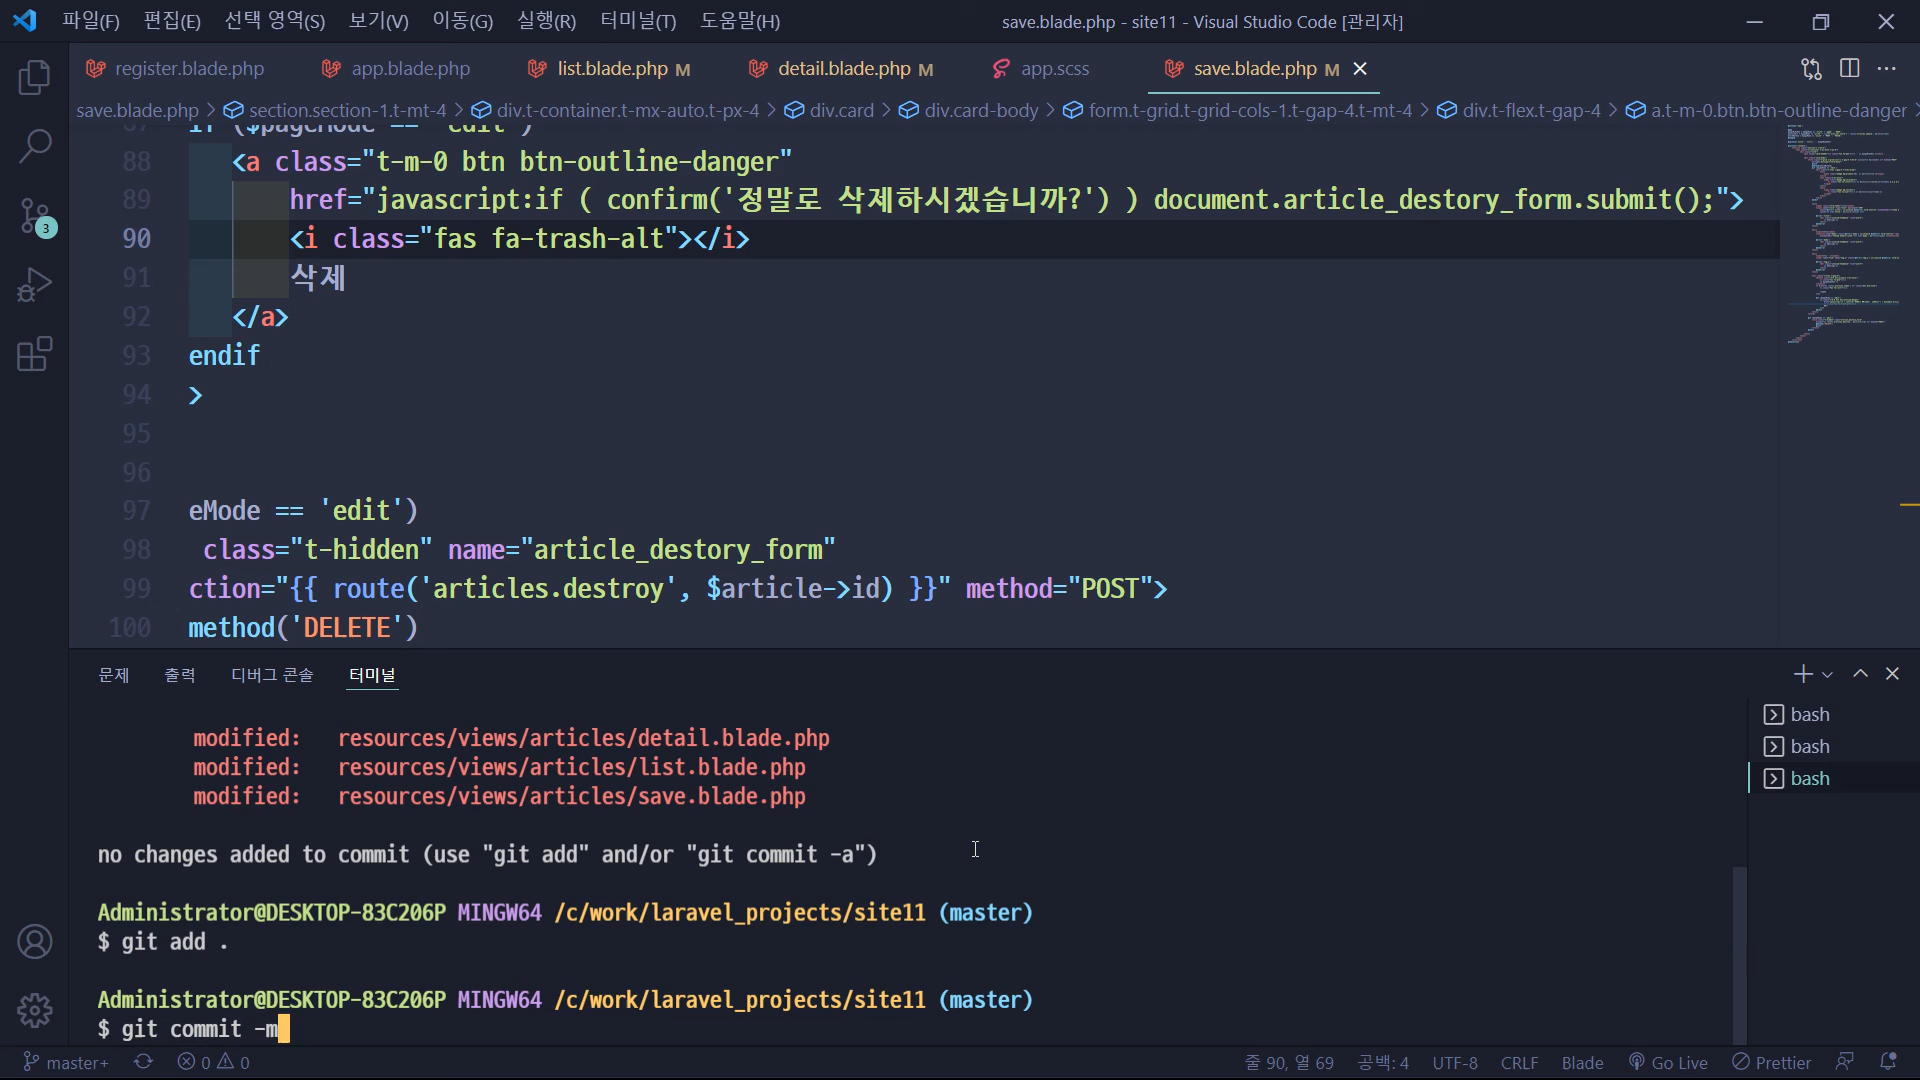 파일(F) 편집(E) 선택 영역(S) 보기(V) 이동(G) 실행(R) 터미널(T) 도움말(H) save.blade.php - site11 - Visual Studio Code [관리자]
register.blade.php app.blade.php list.blade.php M detail.blade.php M app.scss save.blade.php M
save.blade.php > section.section-1.t-mt-4 > div.t-container.t-mx-auto.t-px-4 > div.card > div.card-body > form.t-grid.t-grid-cols-1.t-gap-4.t-mt-4 > div.t-flex.t-gap-4 > a.t-m-0.btn.btn-outline-danger >
87 if ($pageMode == 'edit')
88 <a class="t-m-0 btn btn-outline-danger"
89 href="javascript:if ( confirm('정말로 삭제하시겠습니까?') ) document.article_destory_form.submit();">
90 <i class="fas fa-trash-alt"></i>
91 삭제
92 </a>
93 endif
94 >
95
96
97 eMode == 'edit')
98 class="t-hidden" name="article_destory_form"
99 ction="{{ route('articles.destroy', $article->id) }}" method="POST">
100 method('DELETE')
문제 출력 디버그 콘솔 터미널
modified: resources/views/articles/detail.blade.php
modified: resources/views/articles/list.blade.php
modified: resources/views/articles/save.blade.php
no changes added to commit (use "git add" and/or "git commit -a")
Administrator@DESKTOP-83C206P MINGW64 /c/work/laravel_projects/site11 (master)
$ git add .
Administrator@DESKTOP-83C206P MINGW64 /c/work/laravel_projects/site11 (master)
$ git commit -m
bash
bash
bash
3
master+ 0 0 줄 90, 열 69 공백: 4 UTF-8 CRLF Blade Go Live Prettier